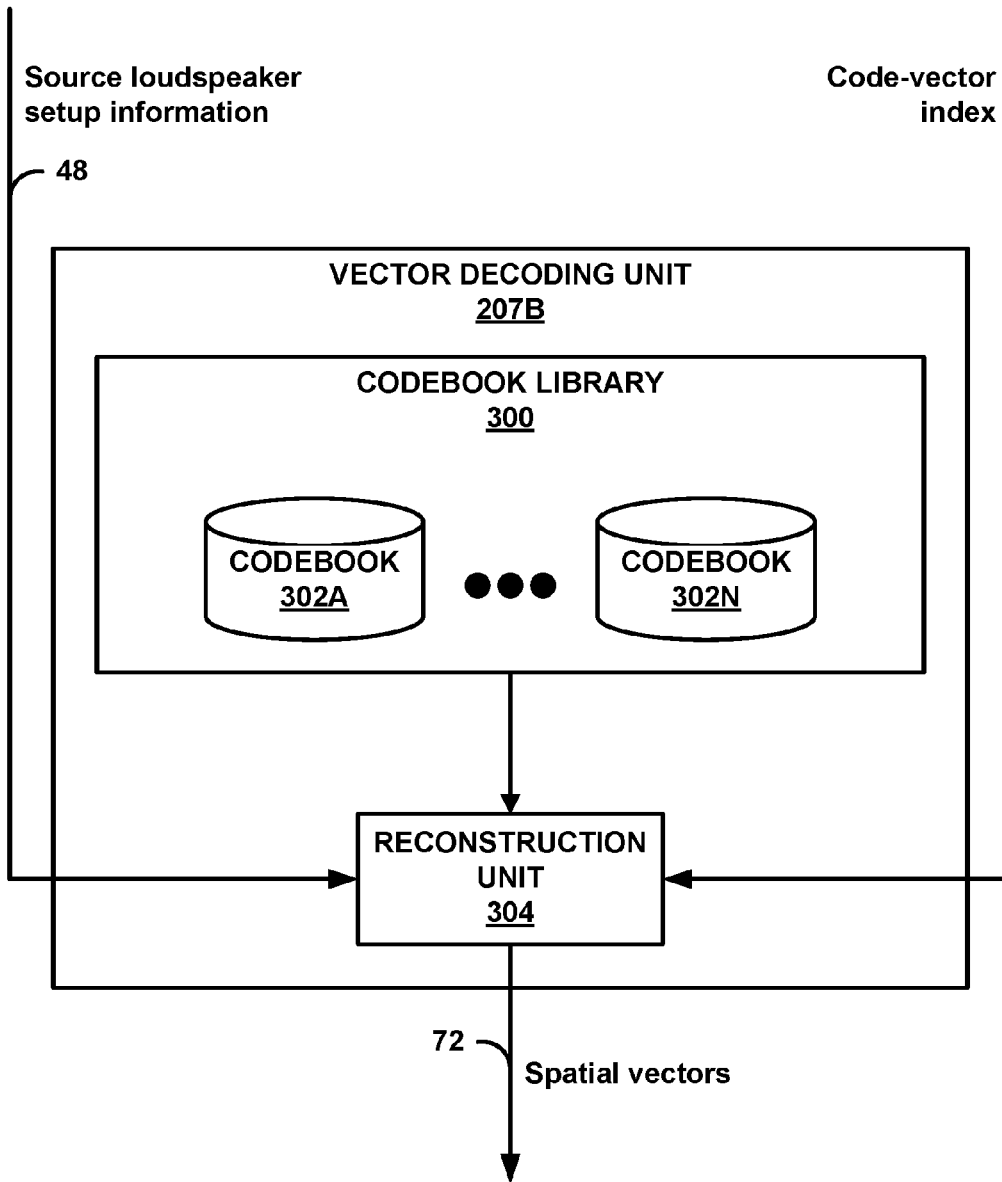 Source loudspeaker
setup information
Code-vector
index
48
VECTOR DECODING UNIT
207B
CODEBOOK LIBRARY
300
CODEBOOK
302A
CODEBOOK
302N
RECONSTRUCTION
UNIT
304
72
Spatial vectors